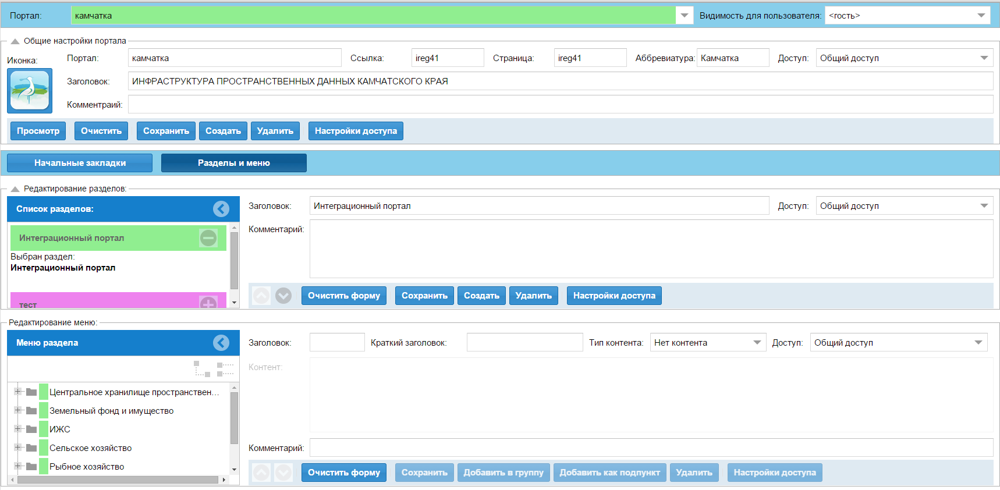 Портал: камчатка Видимость для пользователя: <гость>
Общие настройки портала
Иконка: Портал: камчатка Ссылка: ireg41 Страница: ireg41 Аббревиатура: Камчатка Доступ: Общий доступ
Заголовок: ИНФРАСТРУКТУРА ПРОСТРАНСТВЕННЫХ ДАННЫХ КАМЧАТСКОГО КРАЯ
Комментраий:
Просмотр Очистить Сохранить Создать Удалить Настройки доступа
Начальные закладки Разделы и меню
Редактирование разделов:
Список разделов:
Интеграционный портал
Выбран раздел:
Интеграционный портал
тест
Заголовок: Интеграционный портал Доступ: Общий доступ
Комментарий:
Очистить форму Сохранить Создать Удалить Настройки доступа
Редактирование меню:
Меню раздела
Центральное хранилище пространствен...
Земельный фонд и имущество
ИЖС
Сельское хозяйство
Рыбное хозяйство
Заголовок: Краткий заголовок: Тип контента: Нет контента Доступ: Общий доступ
Контент:
Комментарий:
Очистить форму Сохранить Добавить в группу Добавить как подпункт Удалить Настройки доступа